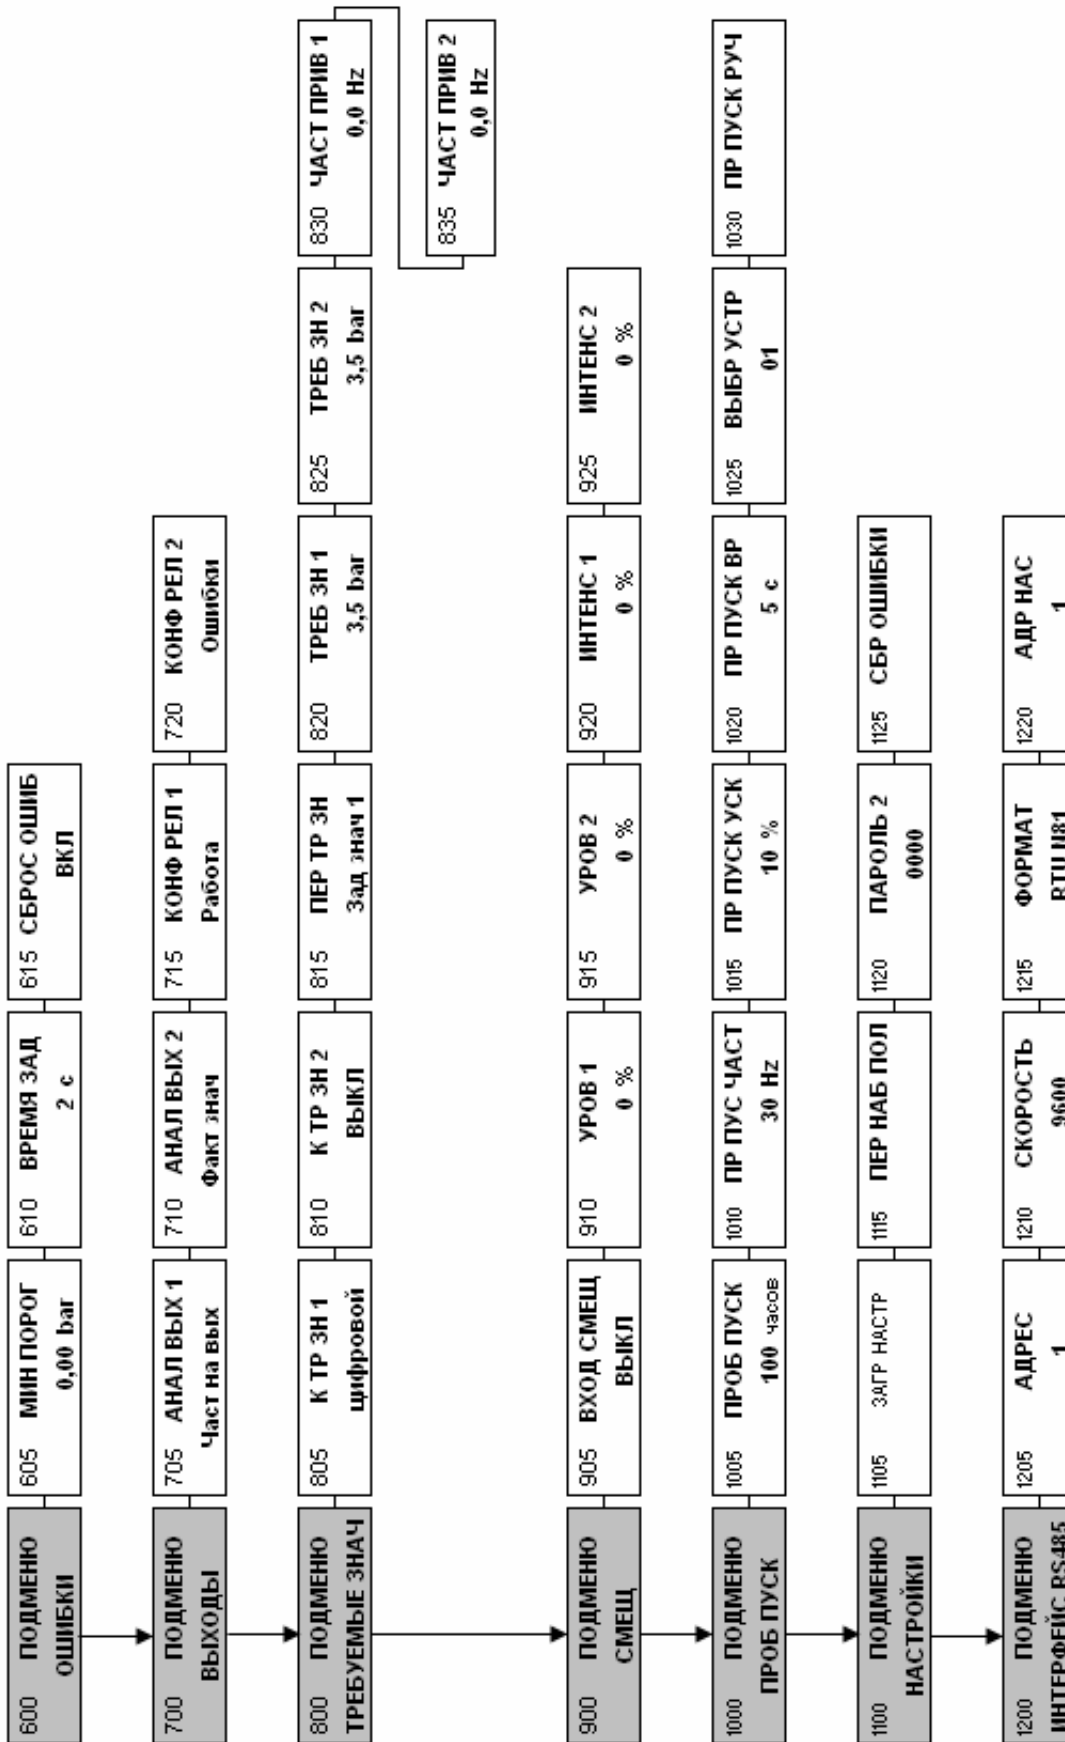 600 ПОДМЕНЮ
ОШИБКИ
605 МИН ПОРОГ
0,00 bar
610 ВРЕМЯ ЗАД
2 c
615 СБРОС ОШИБ
ВКЛ
700 ПОДМЕНЮ
ВЫХОДЫ
705 АНАЛ ВЫХ 1
Част на вых
710 АНАЛ ВЫХ 2
Факт знач
715 КОНФ РЕЛ 1
Работа
720 КОНФ РЕЛ 2
Ошибки
800 ПОДМЕНЮ
ТРЕБУЕМЫЕ ЗНАЧ
805 К ТР ЗН 1
цифровой
810 К ТР ЗН 2
ВЫКЛ
815 ПЕР ТР ЗН
Зад знач 1
820 ТРЕБ ЗН 1
3,5 bar
825 ТРЕБ ЗН 2
3,5 bar
830 ЧАСТ ПРИВ 1
0,0 Hz
835 ЧАСТ ПРИВ 2
0,0 Hz
900 ПОДМЕНЮ
СМЕЩ
905 ВХОД СМЕЩ
ВЫКЛ
910 УРОВ 1
0 %
915 УРОВ 2
0 %
920 ИНТЕНС 1
0 %
925 ИНТЕНС 2
0 %
1000 ПОДМЕНЮ
ПРОБ ПУСК
1005 ПРОБ ПУСК
100 часов
1010 ПР ПУС ЧАСТ
30 Hz
1015 ПР ПУСК УСК
10 %
1020 ПР ПУСК ВР
5 c
1025 ВЫБР УСТР
01
1030 ПР ПУСК РУЧ
1100 ПОДМЕНЮ
НАСТРОЙКИ
1105 ЗАГР НАСТР
1115 ПЕР НАБ ПОЛ
1120 ПАРОЛЬ 2
0000
1125 СБР ОШИБКИ
1200 ПОДМЕНЮ
ИНТЕРФЕЙС RS485
1205 АДРЕС
1
1210 СКОРОСТЬ
9600
1215 ФОРМАТ
RTU N81
1220 АДР НАС
1